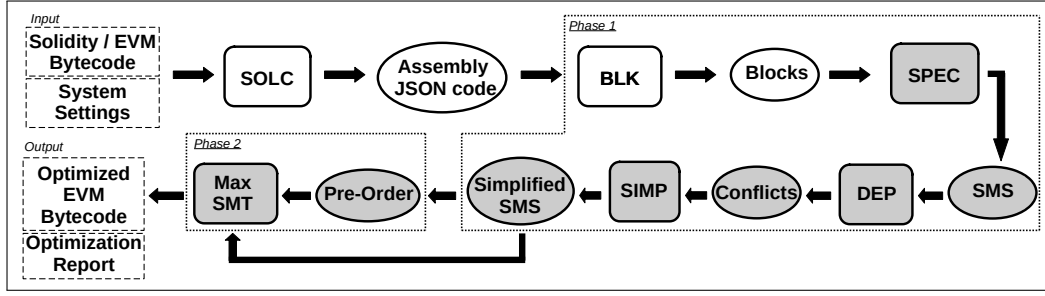 Input
Solidity / EVM
Bytecode
System
Settings
SOLC
Assembly
JSON code
Phase 1
BLK
Blocks
SPEC
SMS
DEP
Conflicts
SIMP
Simplified
SMS
Phase 2
Pre-Order
Max
SMT
Output
Optimized
EVM
Bytecode
Optimization
Report